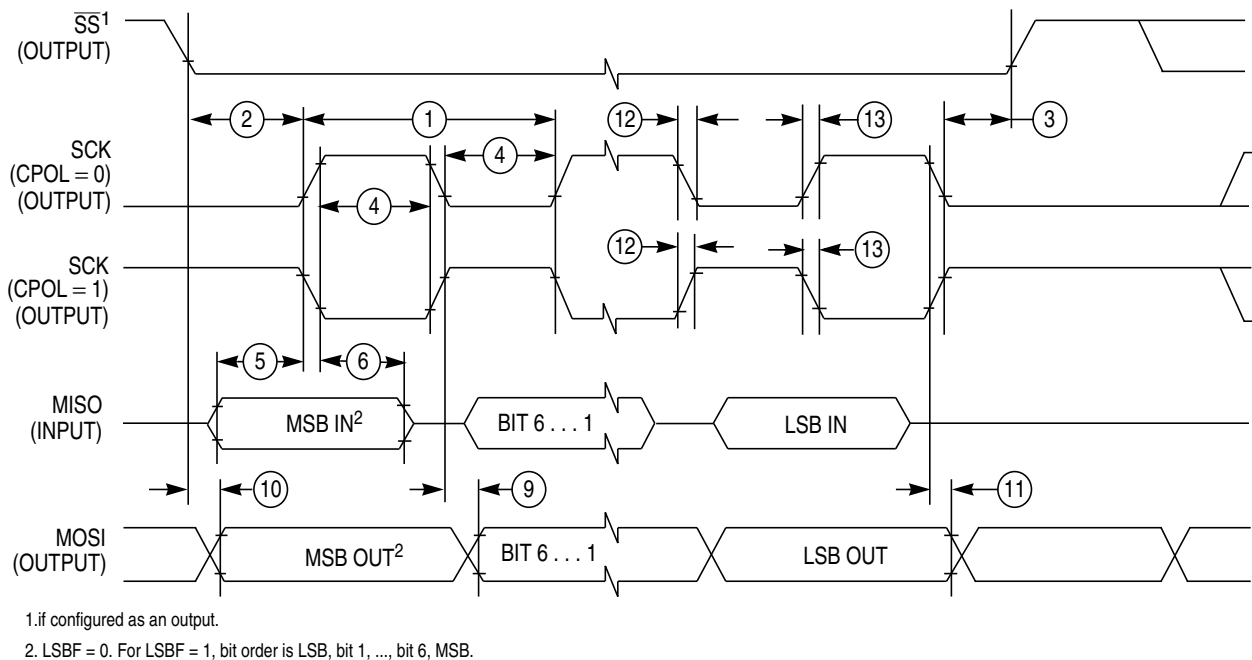 SS1
(OUTPUT)
2
1
12
13
3
SCK
(CPOL = 0)
(OUTPUT)
4
4
SCK
(CPOL = 1)
(OUTPUT)
12
13
5
6
MISO
(INPUT)
MSB IN2
BIT 6 . . . 1
LSB IN
10
9
11
MOSI
(OUTPUT)
MSB OUT2
BIT 6 . . . 1
LSB OUT
1.if configured as an output.
2. LSBF = 0. For LSBF = 1, bit order is LSB, bit 1, ..., bit 6, MSB.